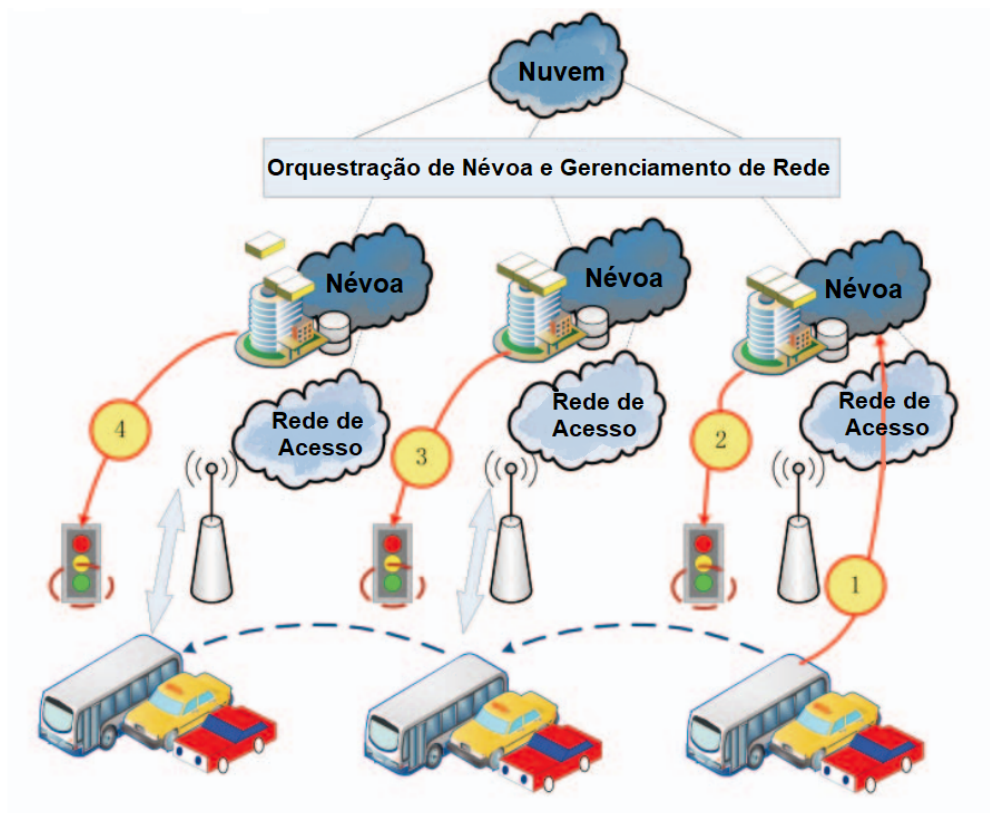 Nuvem
Orquestração de Névoa e Gerenciamento de Rede
Névoa
Névoa
Névoa
Rede de
Acesso
Rede de
Acesso
Rede de
Acesso
4
3
2
1